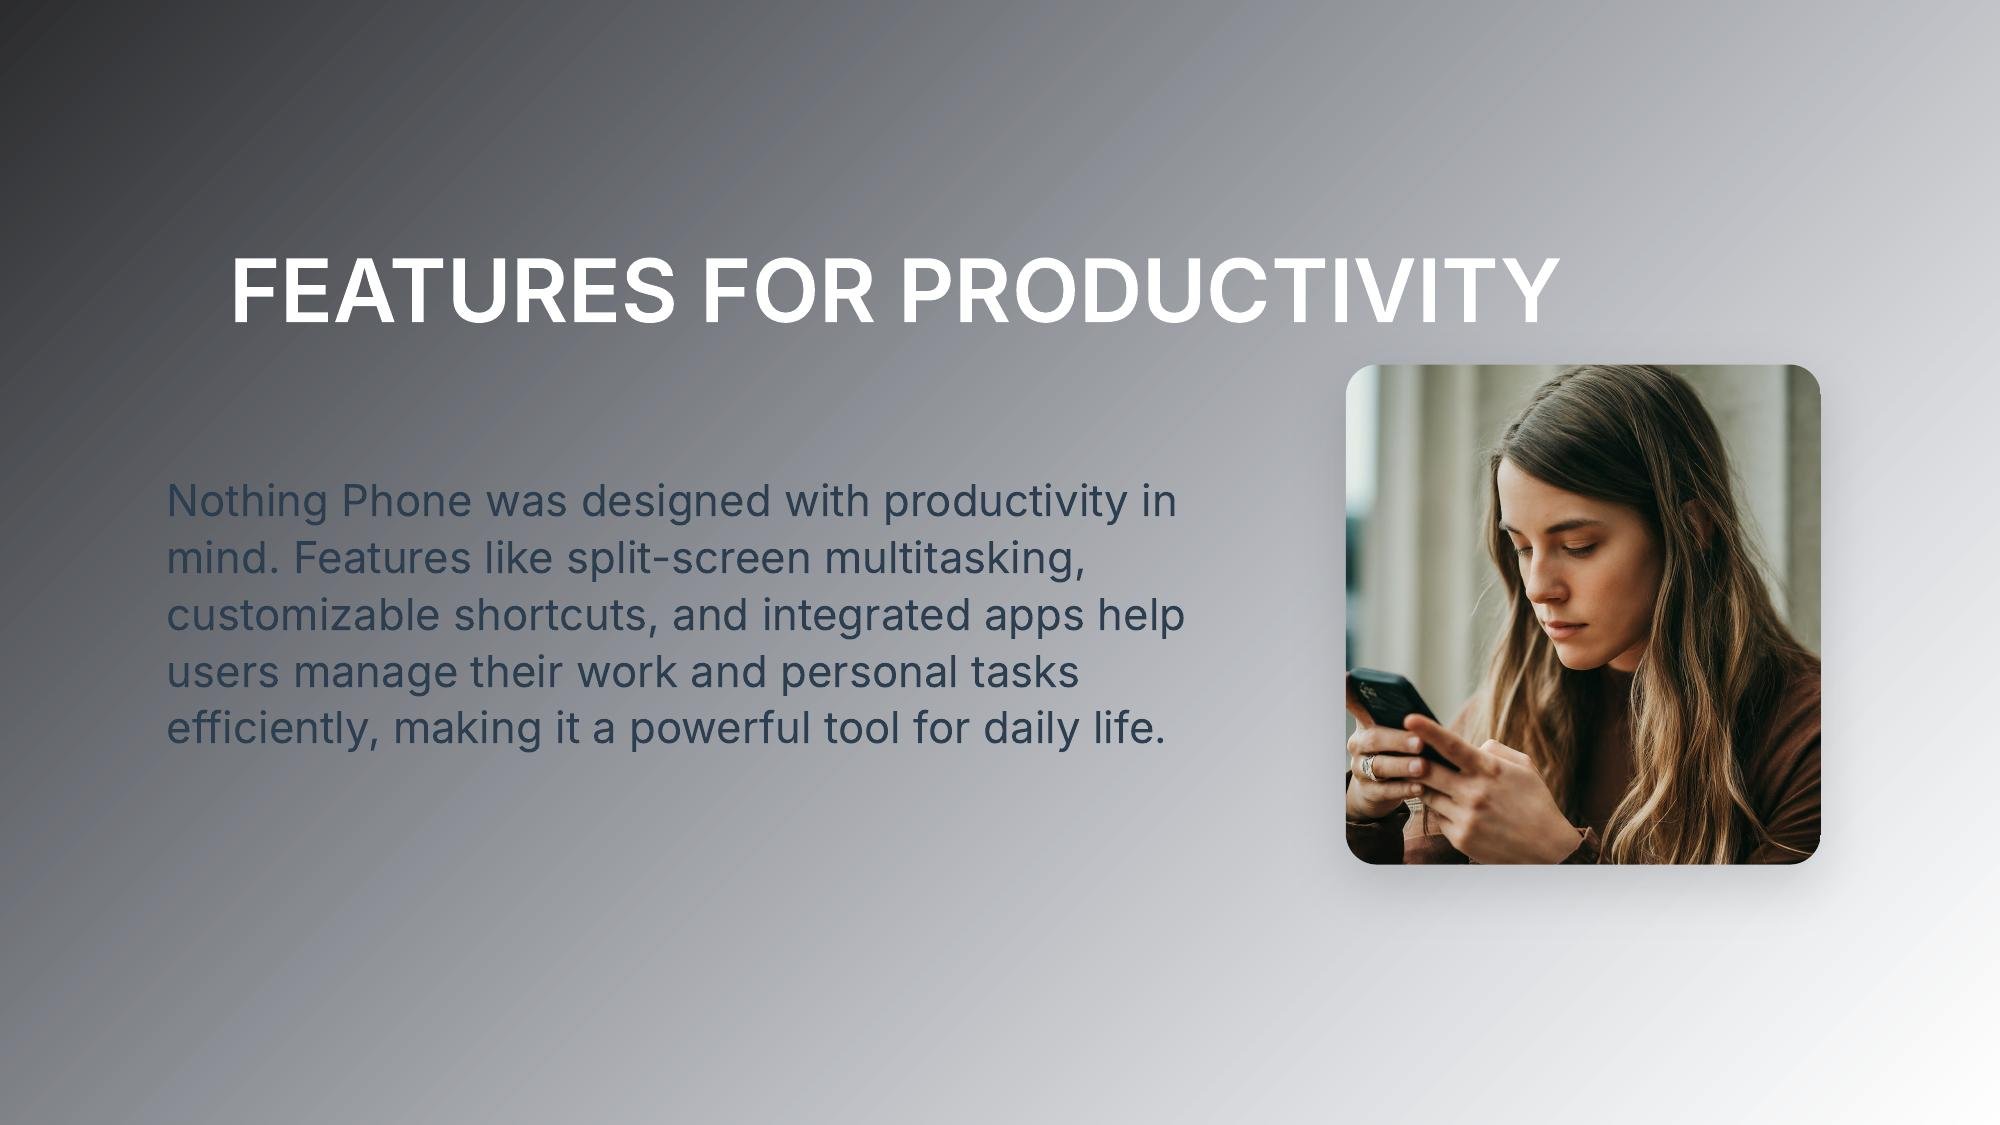 FEATURES FOR PRODUCTIVITY
Nothing Phone was designed with productivity in
mind. Features like split-screen multitasking,
customizable shortcuts, and integrated apps help
users manage their work and personal tasks
efficiently, making it a powerful tool for daily life.